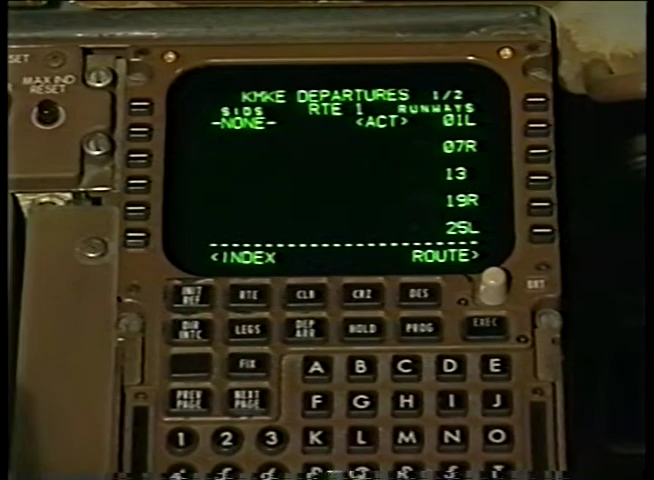 SET
MAX IND
RESET
KMKE DEPARTURES 1/2
SIDS RTE 1 RUNWAYS
-NONE- <ACT> 01L
07R
13
19R
25L
<INDEX ROUTE>
BRT
INIT REF RTE CLB CRZ DES
DIR INTC LEGS DEP ARR HOLD PROG EXEC
FIX
PREV PAGE NEXT PAGE
A B C D E
F G H I J
1 2 3 K L M N O